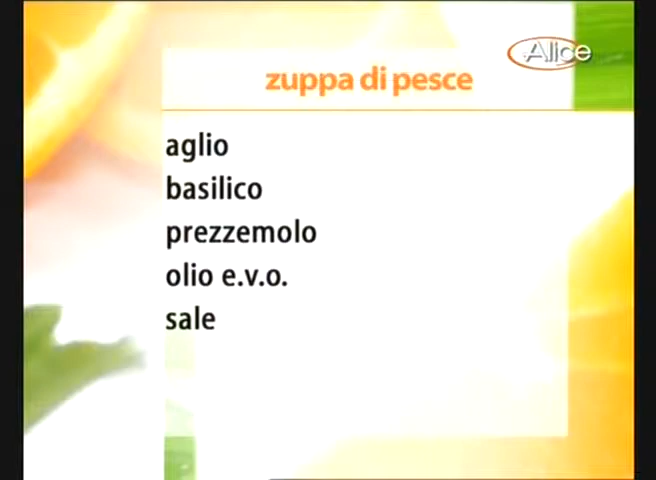 Alice
zuppa di pesce
aglio
basilico
prezzemolo
olio e.v.o.
sale